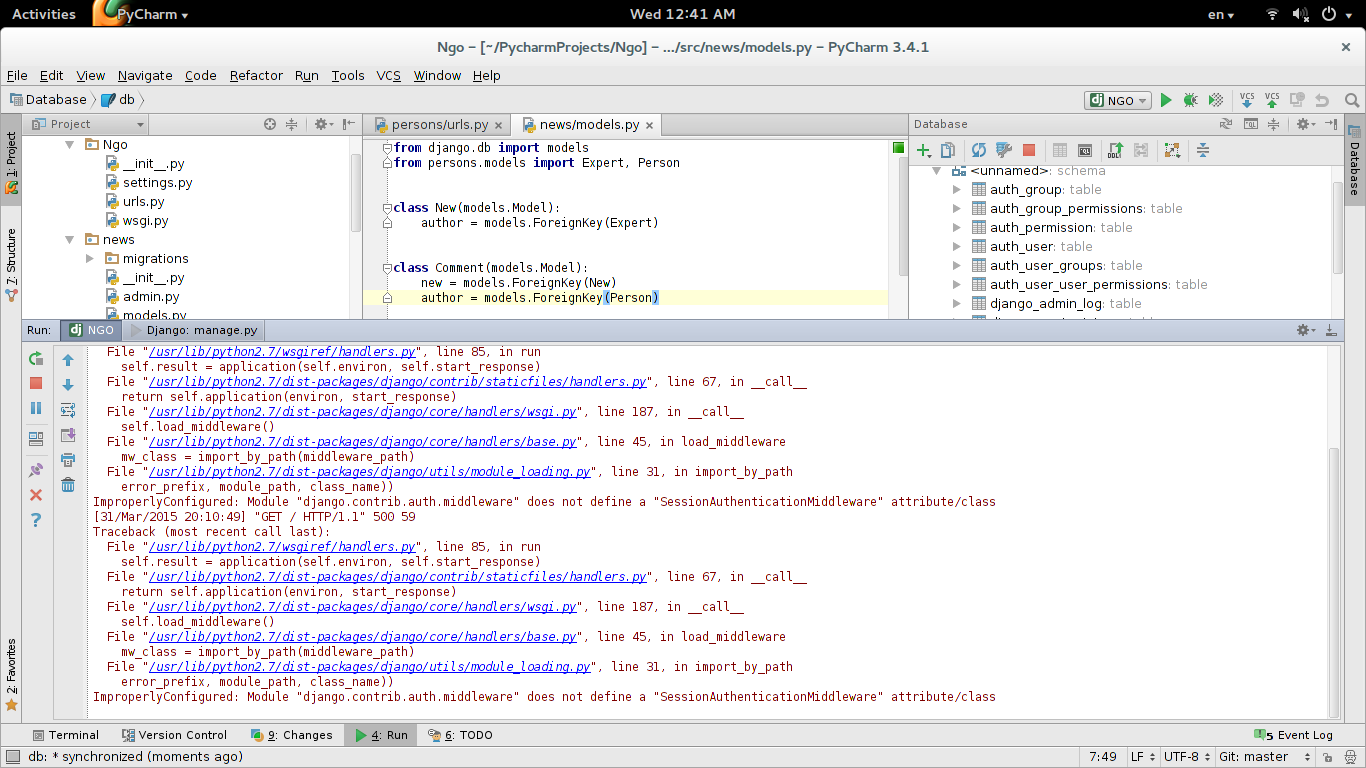 Activities PyCharm Wed 12:41 AM en
Ngo – [~/PycharmProjects/Ngo] – .../src/news/models.py – PyCharm 3.4.1
File Edit View Navigate Code Refactor Run Tools VCS Window Help
Database db NGO VCS VCS
1: Project
7: Structure
2: Favorites
Project
Ngo
__init__.py
settings.py
urls.py
wsgi.py
news
migrations
__init__.py
admin.py
models.py
persons/urls.py news/models.py
from django.db import models
from persons.models import Expert, Person
class New(models.Model):
author = models.ForeignKey(Expert)
class Comment(models.Model):
new = models.ForeignKey(New)
author = models.ForeignKey(Person)
Database
<unnamed>: schema
auth_group: table
auth_group_permissions: table
auth_permission: table
auth_user: table
auth_user_groups: table
auth_user_user_permissions: table
django_admin_log: table
Database
Run: NGO Django: manage.py
File "/usr/lib/python2.7/wsgiref/handlers.py", line 85, in run
self.result = application(self.environ, self.start_response)
File "/usr/lib/python2.7/dist-packages/django/contrib/staticfiles/handlers.py", line 67, in __call__
return self.application(environ, start_response)
File "/usr/lib/python2.7/dist-packages/django/core/handlers/wsgi.py", line 187, in __call__
self.load_middleware()
File "/usr/lib/python2.7/dist-packages/django/core/handlers/base.py", line 45, in load_middleware
mw_class = import_by_path(middleware_path)
File "/usr/lib/python2.7/dist-packages/django/utils/module_loading.py", line 31, in import_by_path
error_prefix, module_path, class_name))
ImproperlyConfigured: Module "django.contrib.auth.middleware" does not define a "SessionAuthenticationMiddleware" attribute/class
[31/Mar/2015 20:10:49] "GET / HTTP/1.1" 500 59
Traceback (most recent call last):
File "/usr/lib/python2.7/wsgiref/handlers.py", line 85, in run
self.result = application(self.environ, self.start_response)
File "/usr/lib/python2.7/dist-packages/django/contrib/staticfiles/handlers.py", line 67, in __call__
return self.application(environ, start_response)
File "/usr/lib/python2.7/dist-packages/django/core/handlers/wsgi.py", line 187, in __call__
self.load_middleware()
File "/usr/lib/python2.7/dist-packages/django/core/handlers/base.py", line 45, in load_middleware
mw_class = import_by_path(middleware_path)
File "/usr/lib/python2.7/dist-packages/django/utils/module_loading.py", line 31, in import_by_path
error_prefix, module_path, class_name))
ImproperlyConfigured: Module "django.contrib.auth.middleware" does not define a "SessionAuthenticationMiddleware" attribute/class
Terminal Version Control 9: Changes 4: Run 6: TODO 5 Event Log
db: * synchronized (moments ago) 7:49 LF UTF-8 Git: master